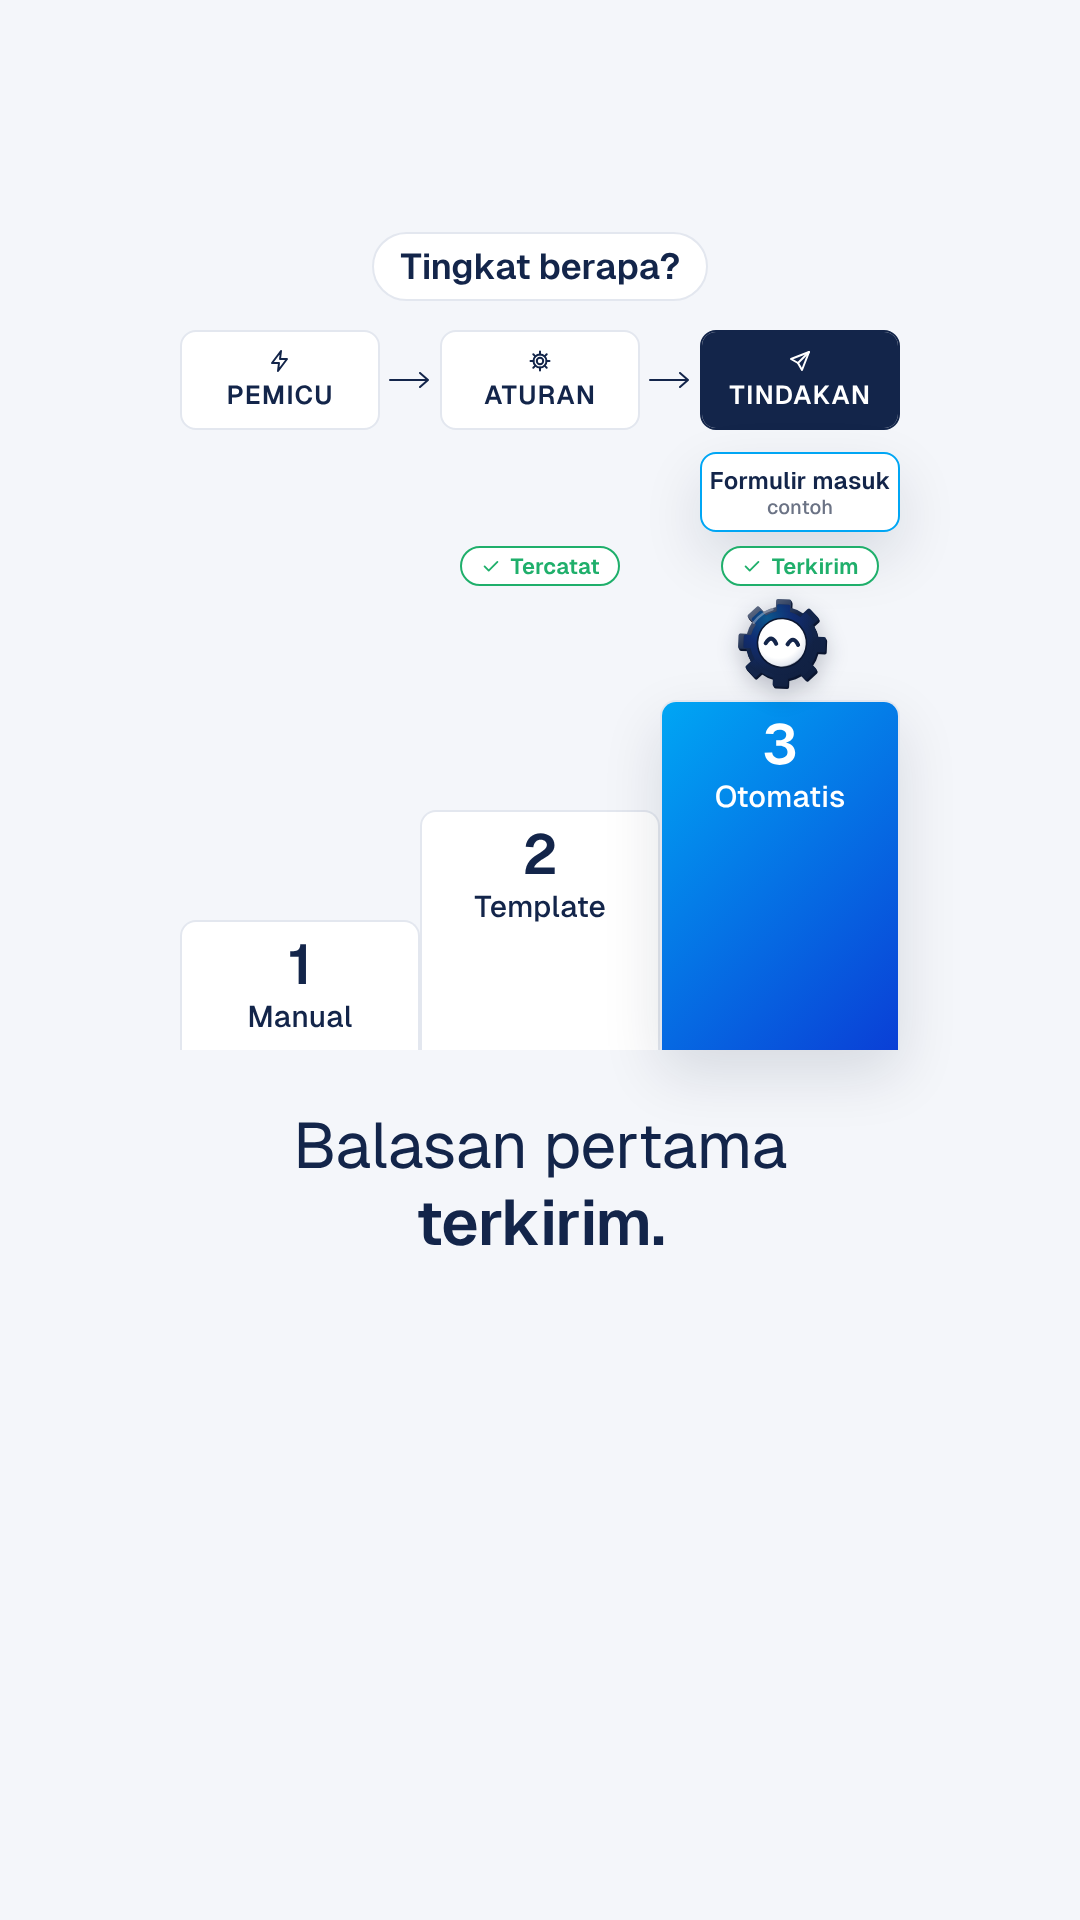 Tingkat berapa?
PEMICU
ATURAN
TINDAKAN
Formulir masuk
contoh
Tercatat
Terkirim
3
Otomatis
2
Template
1
Manual
Balasan pertama
terkirim.